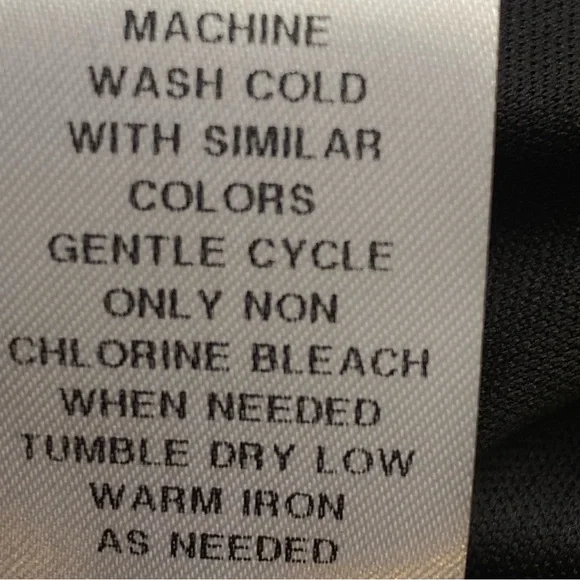 MACHINE
WASH COLD
WITH SIMILAR
COLORS
GENTLE CYCLE
ONLY NON
CHLORINE BLEACH
WHEN NEEDED
TUMBLE DRY LOW
WARM IRON
AS NEEDED